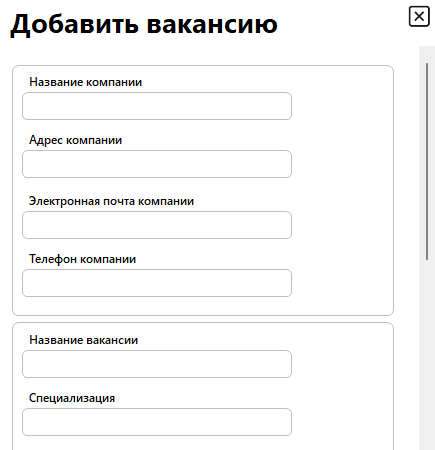 Добавить вакансию
Название компании
Адрес компании
Электронная почта компании
Телефон компании
Название вакансии
Специализация